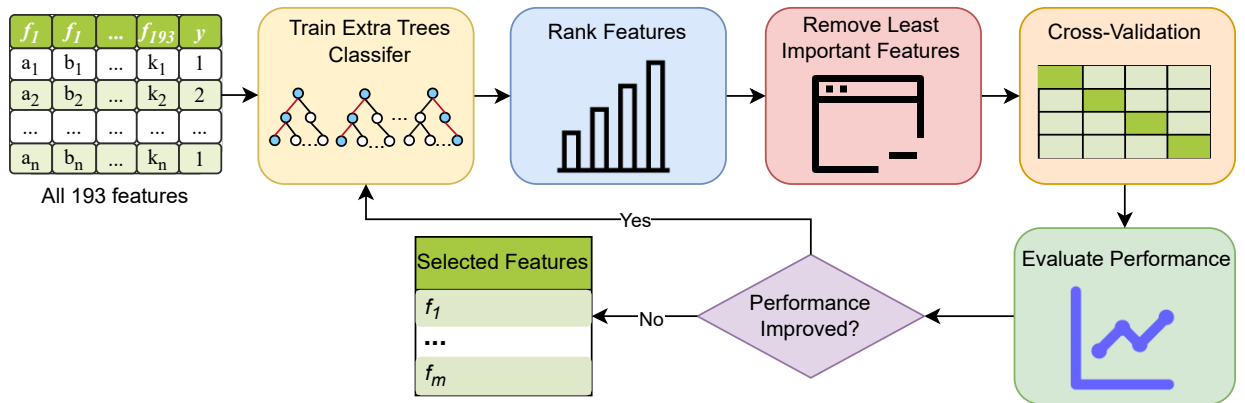 f1 f1 ... f193 y
a1 b1 ... k1 1
a2 b2 ... k2 2
... ... ... ... ...
an bn ... kn 1
All 193 features
Train Extra Trees
Classifer
...
...... ......
Rank Features
Remove Least
Important Features
Cross-Validation
Evaluate Performance
Performance
Improved?
Yes
No
Selected Features
f1
...
fm